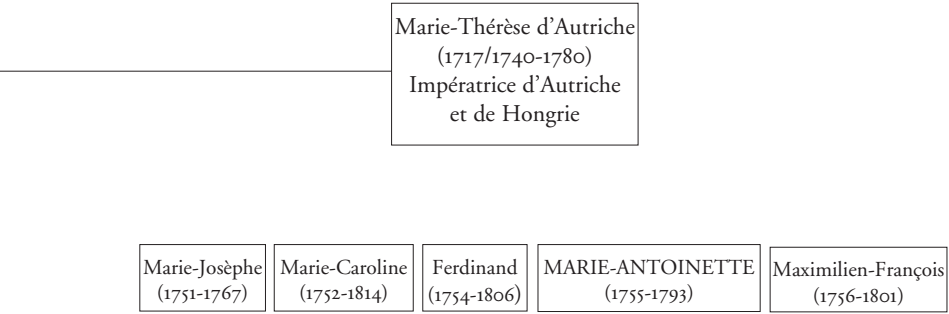 Marie-Thérèse d’Autriche
(1717/1740-1780)
Impératrice d’Autriche
et de Hongrie
Marie-Josèphe
(1751-1767)
Marie-Caroline
(1752-1814)
Ferdinand
(1754-1806)
MARIE-ANTOINETTE
(1755-1793)
Maximilien-François
(1756-1801)